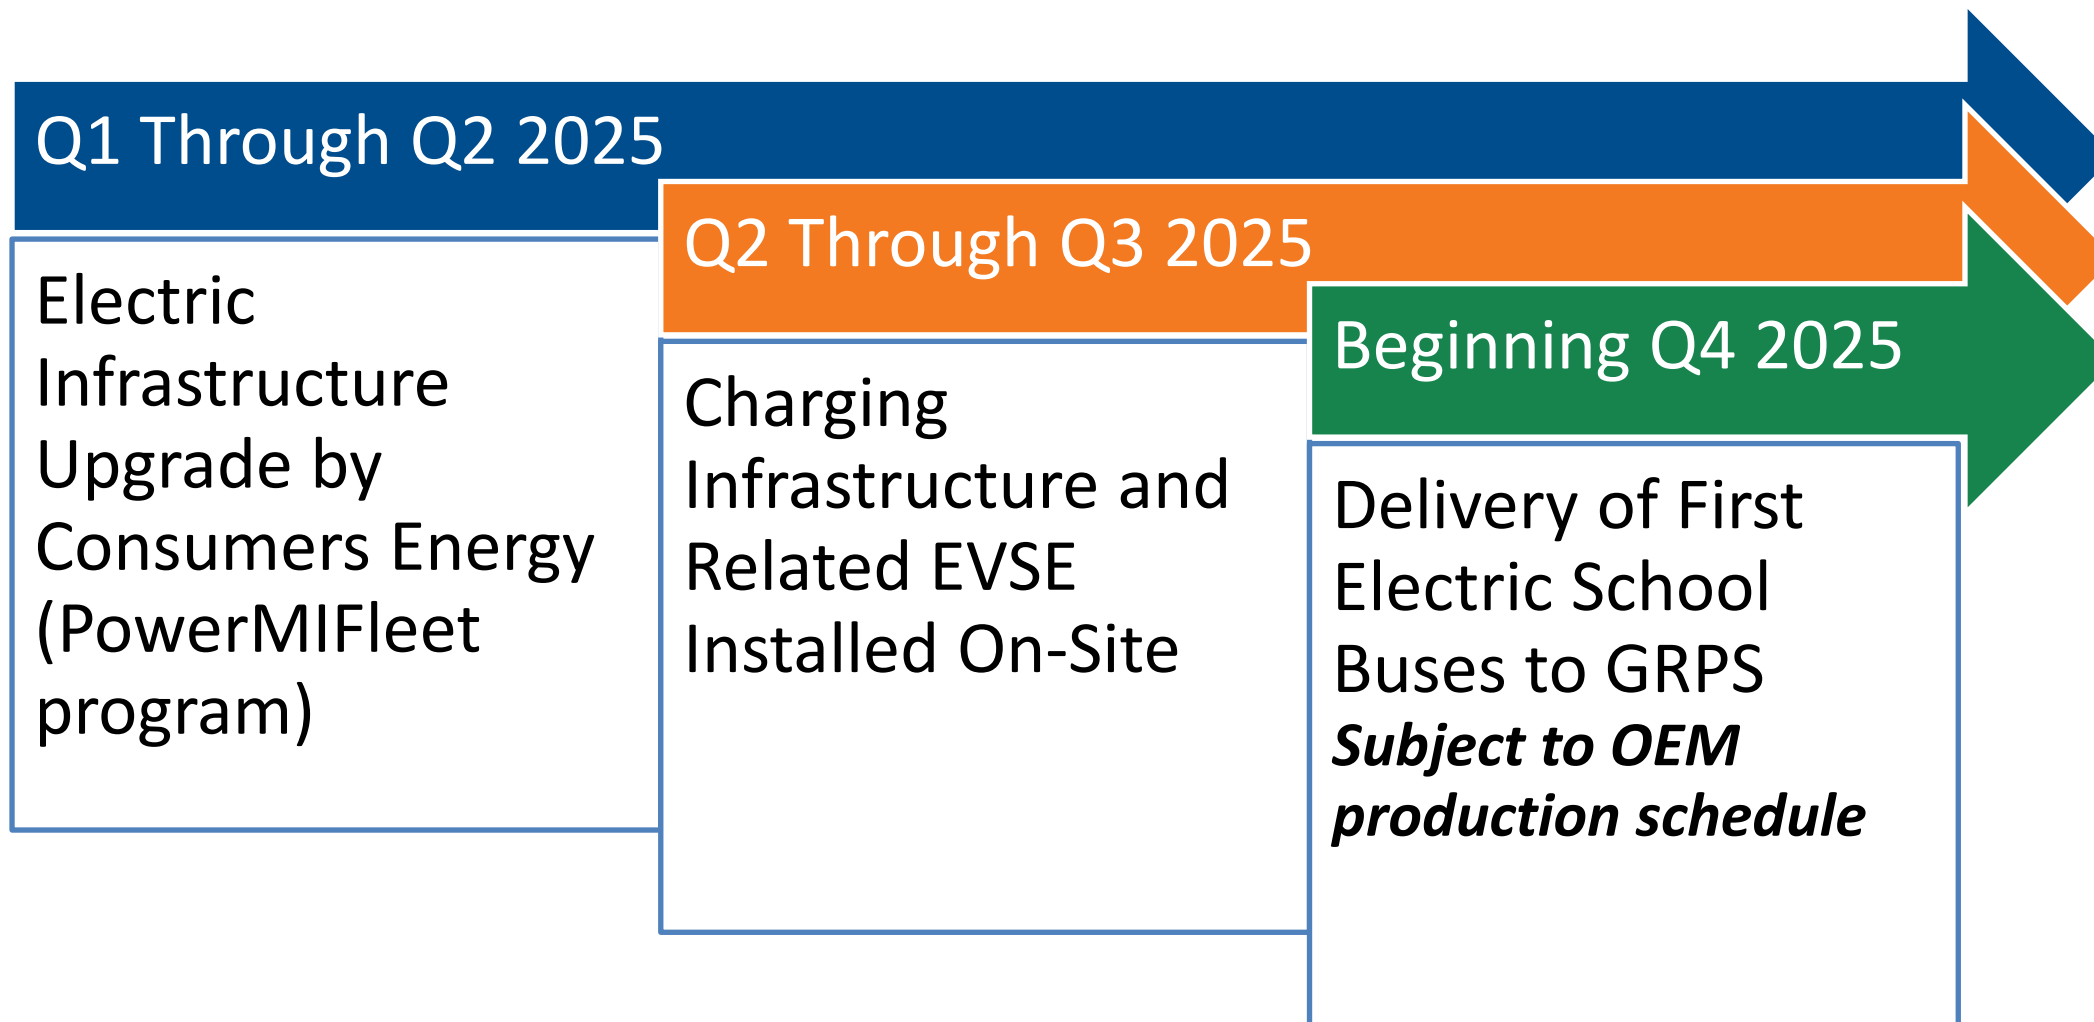 Q1 Through Q2 2025
Electric
Infrastructure
Upgrade by
Consumers Energy
(PowerMIFleet
program)
Q2 Through Q3 2025
Charging
Infrastructure and
Related EVSE
Installed On-Site
Beginning Q4 2025
Delivery of First
Electric School
Buses to GRPS
Subject to OEM
production schedule